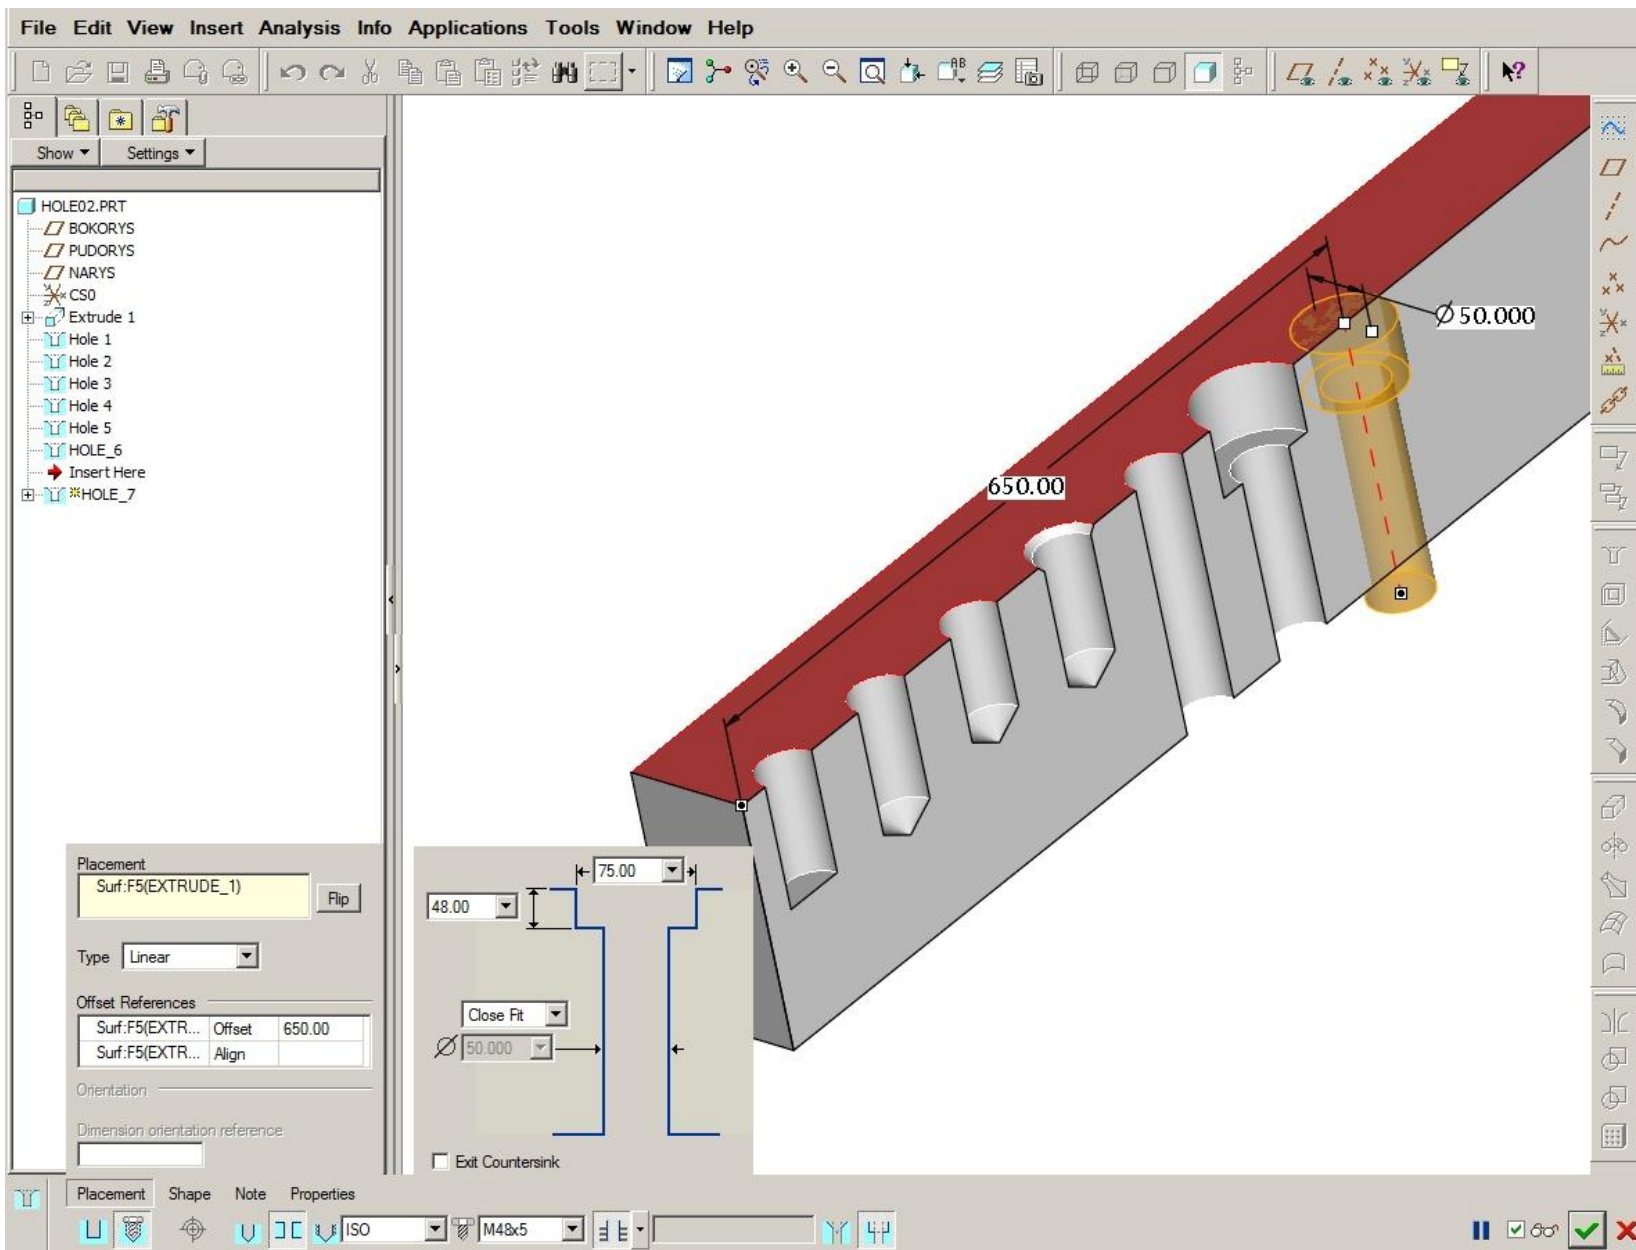 File Edit View Insert Analysis Info Applications Tools Window Help
Show Settings
HOLE02.PRT
BOKORYS
PUDORYS
NARYS
CS0
Extrude 1
Hole 1
Hole 2
Hole 3
Hole 4
Hole 5
HOLE_6
Insert Here
HOLE_7
Ø 50.000
650.00
Placement
Surf:F5(EXTRUDE_1)
Flip
Type Linear
Offset References
Surf:F5(EXTR... Offset 650.00
Surf:F5(EXTR... Align
Orientation
Dimension orientation reference
75.00
48.00
Close Fit
Ø 50.000
Exit Countersink
Placement Shape Note Properties
ISO M48x5